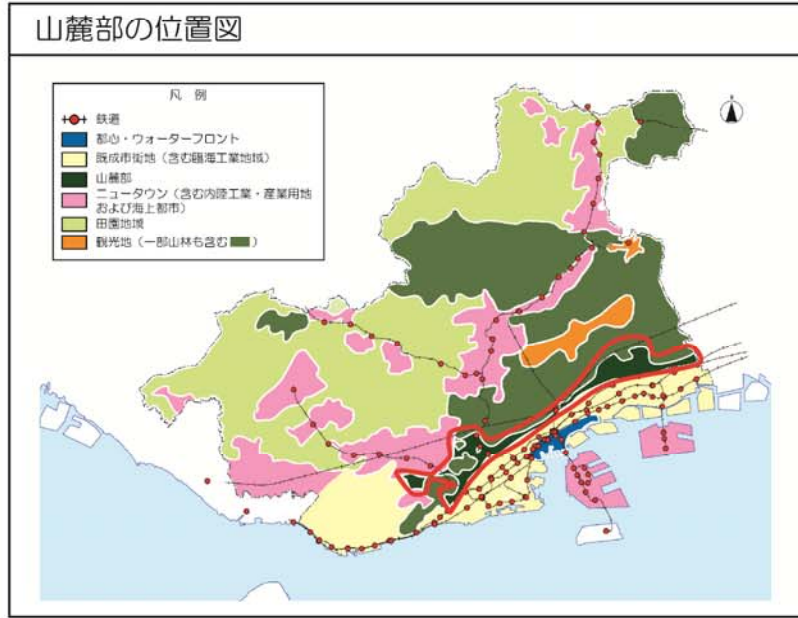 山麓部の位置図
凡 例
鉄道
都心・ウォーターフロント
既成市街地（含む臨海工業地域）
山麓部
ニュータウン（含む内陸工業・産業用地
および海上都市）
田園地域
観光地（一部山林も含む　）